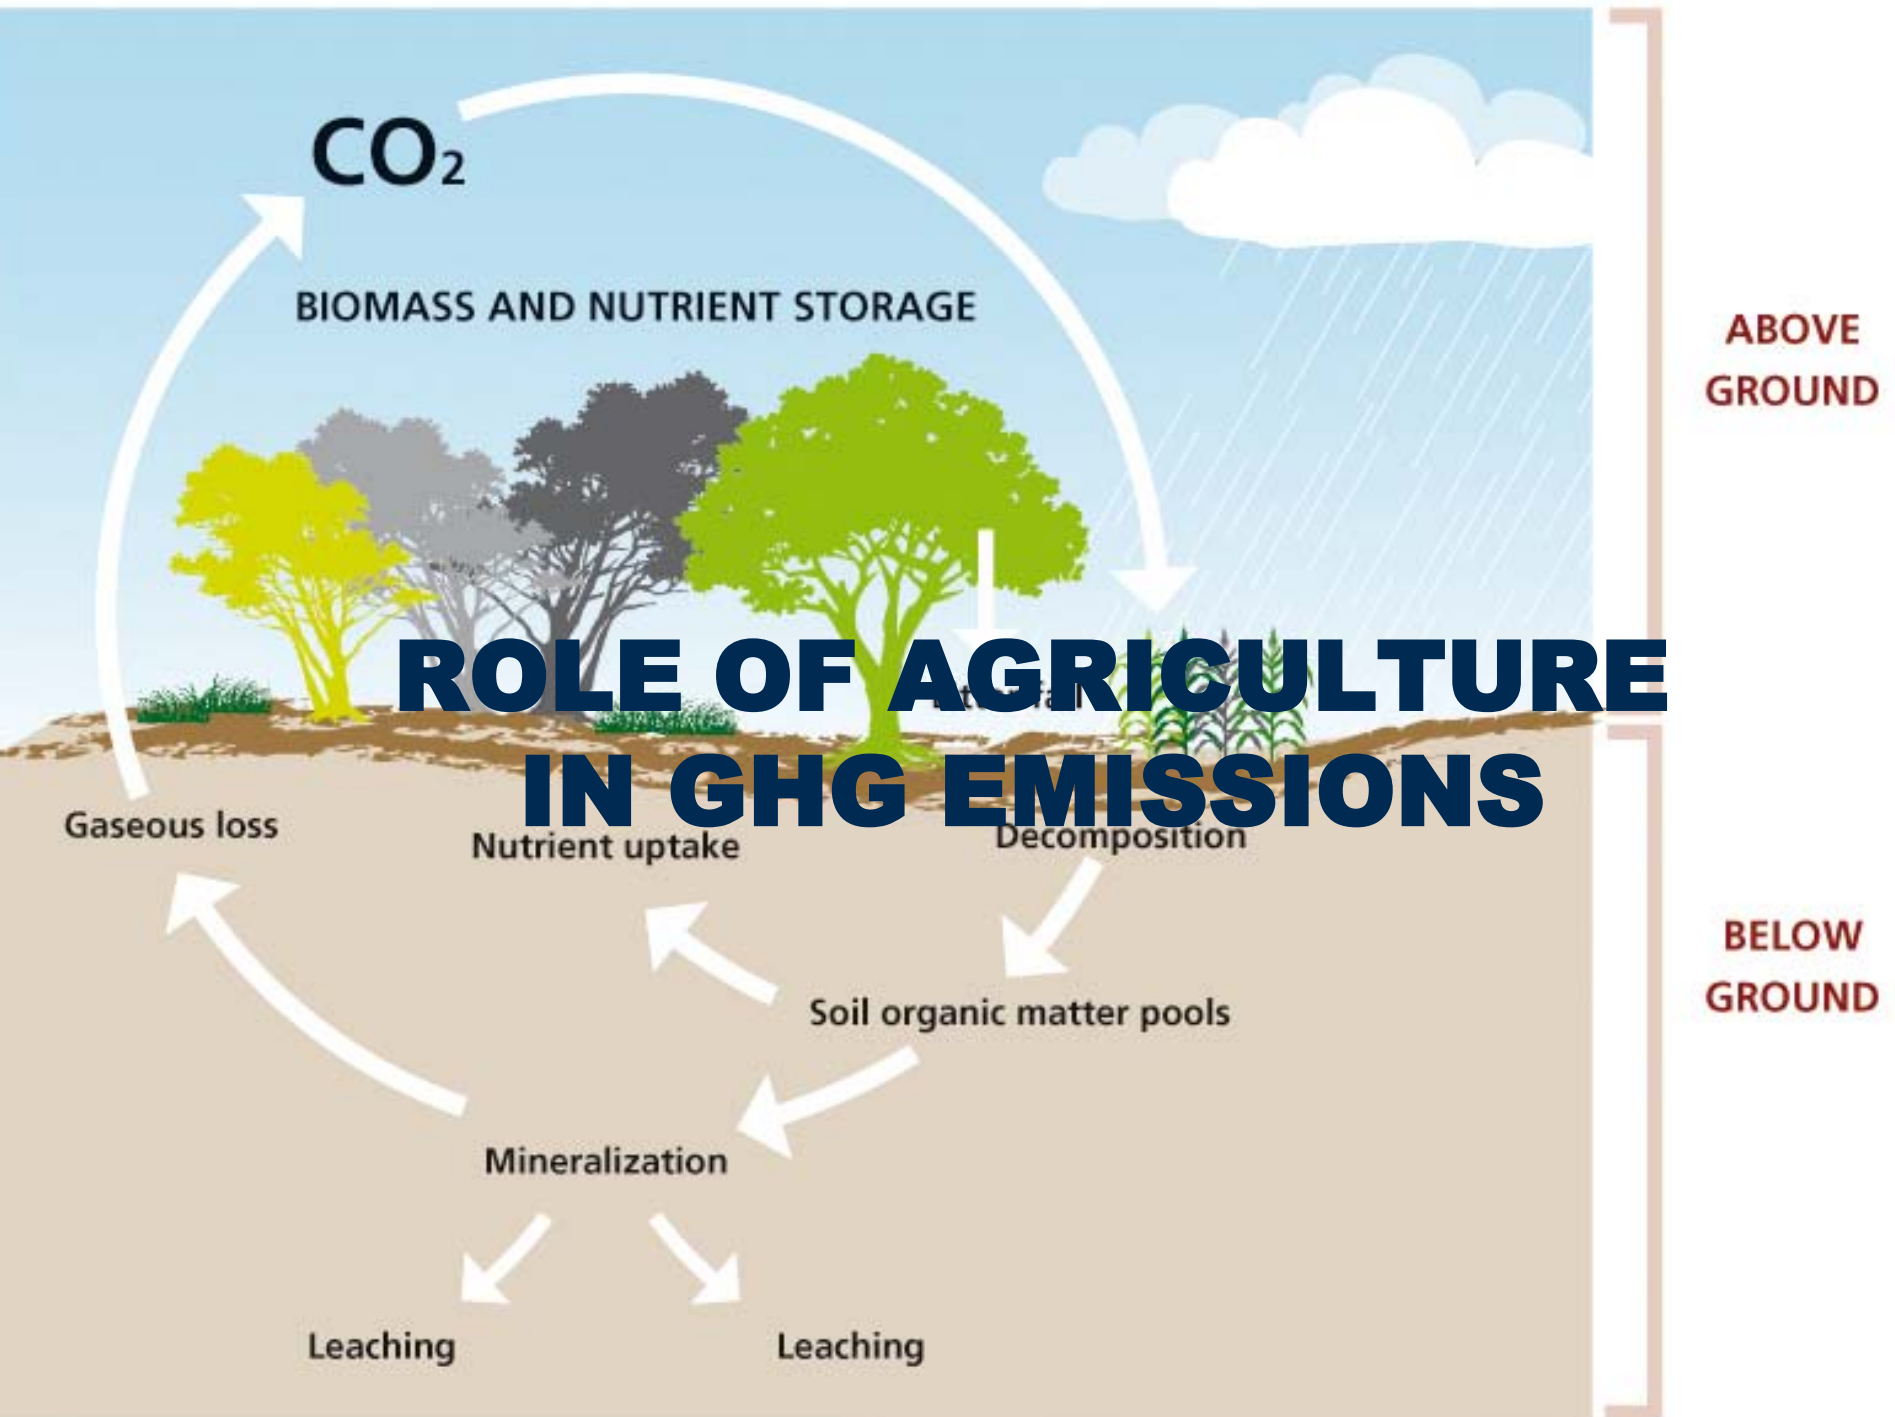 CO₂
BIOMASS AND NUTRIENT STORAGE
ABOVE
GROUND
ROLE OF AGRICULTURE
IN GHG EMISSIONS
Gaseous loss
Nutrient uptake
Decomposition
BELOW
GROUND
Soil organic matter pools
Mineralization
Leaching
Leaching